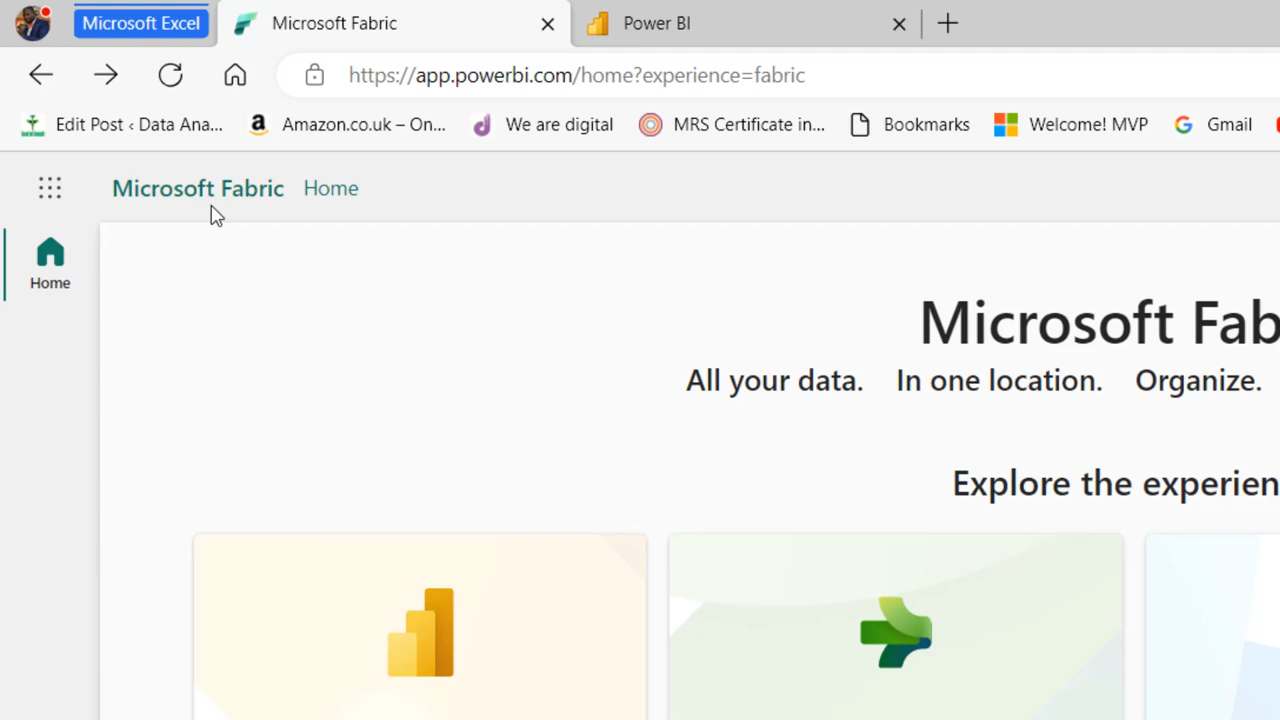 Microsoft Excel
Microsoft Fabric
Power BI
https://app.powerbi.com/home?experience=fabric
Edit Post ‹ Data Ana...
Amazon.co.uk – On...
We are digital
MRS Certificate in...
Bookmarks
Welcome! MVP
Gmail
Microsoft Fabric Home
Home
Microsoft Fab
All your data. In one location. Organize.
Explore the experien